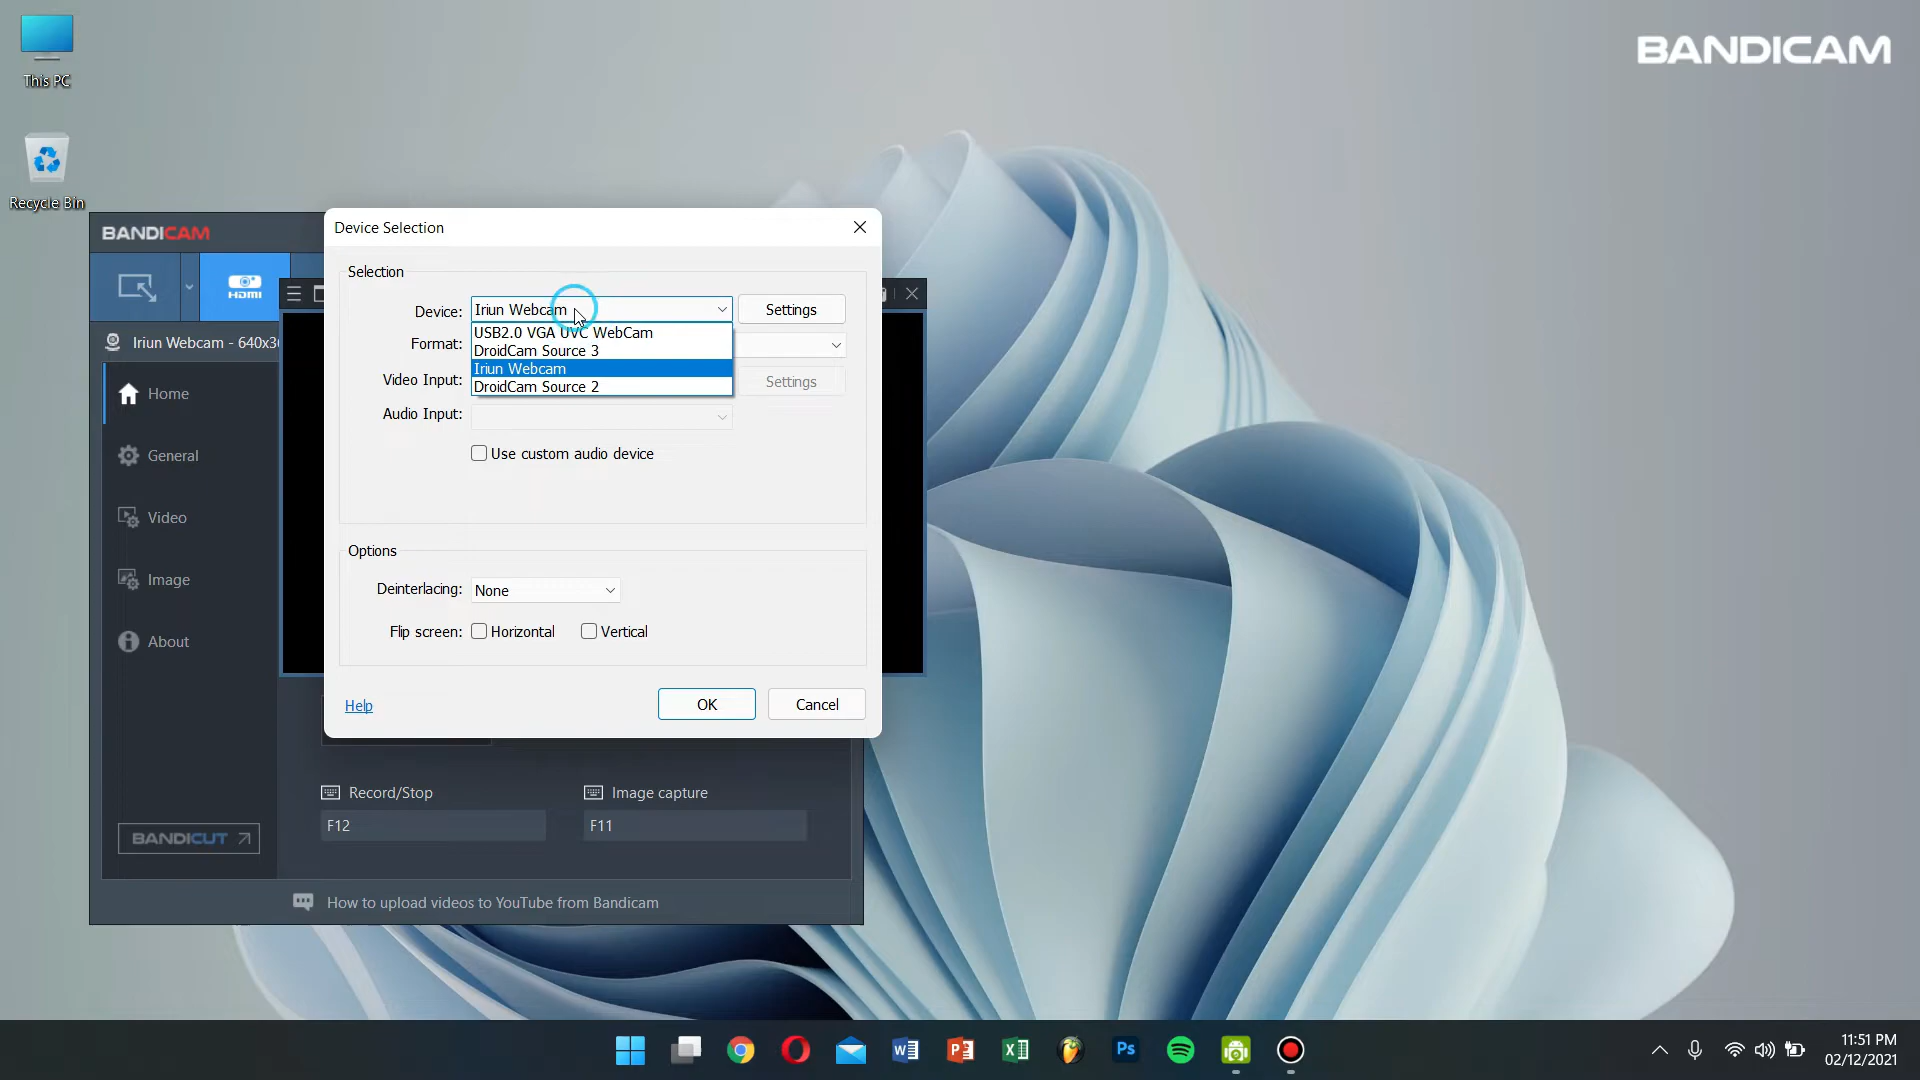 This PC
Recycle Bin
BANDICAM
BANDICAM
HDMI
Iriun Webcam - 640x3
Home
General
Video
Image
About
BANDICUT
Device Selection
Selection
Device:
Iriun Webcam
Settings
USB2.0 VGA UVC WebCam
DroidCam Source 3
Iriun Webcam
DroidCam Source 2
Format:
Video Input:
Settings
Audio Input:
Use custom audio device
Options
Deinterlacing:
None
Flip screen:
Horizontal
Vertical
Help
OK
Cancel
Record/Stop
F12
Image capture
F11
How to upload videos to YouTube from Bandicam
Ps
11:51 PM
02/12/2021